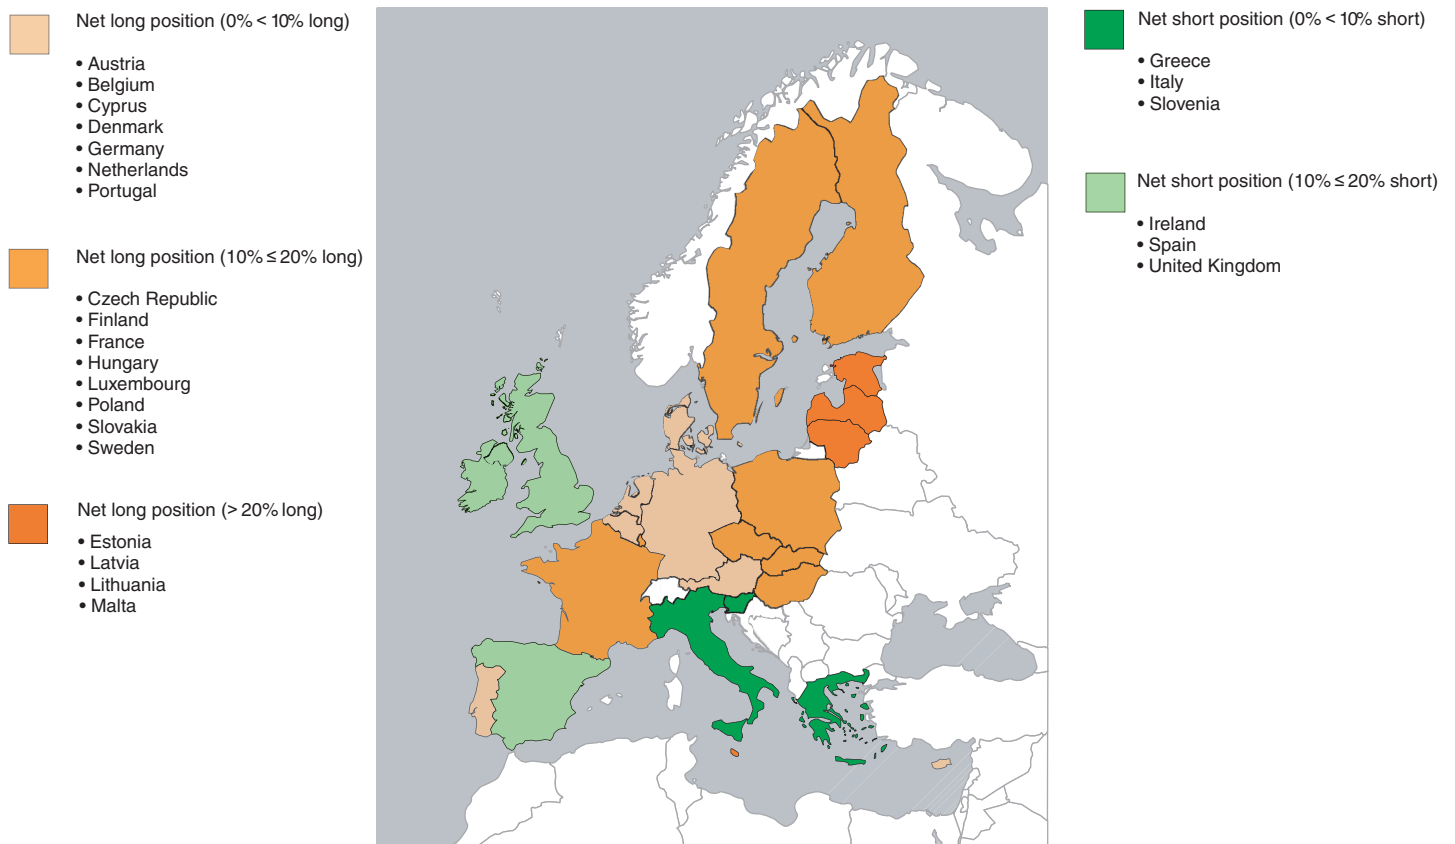 Net long position (0% < 10% long)
• Austria
• Belgium
• Cyprus
• Denmark
• Germany
• Netherlands
• Portugal
Net long position (10% ≤ 20% long)
• Czech Republic
• Finland
• France
• Hungary
• Luxembourg
• Poland
• Slovakia
• Sweden
Net long position (> 20% long)
• Estonia
• Latvia
• Lithuania
• Malta
Net short position (0% < 10% short)
• Greece
• Italy
• Slovenia
Net short position (10% ≤ 20% short)
• Ireland
• Spain
• United Kingdom